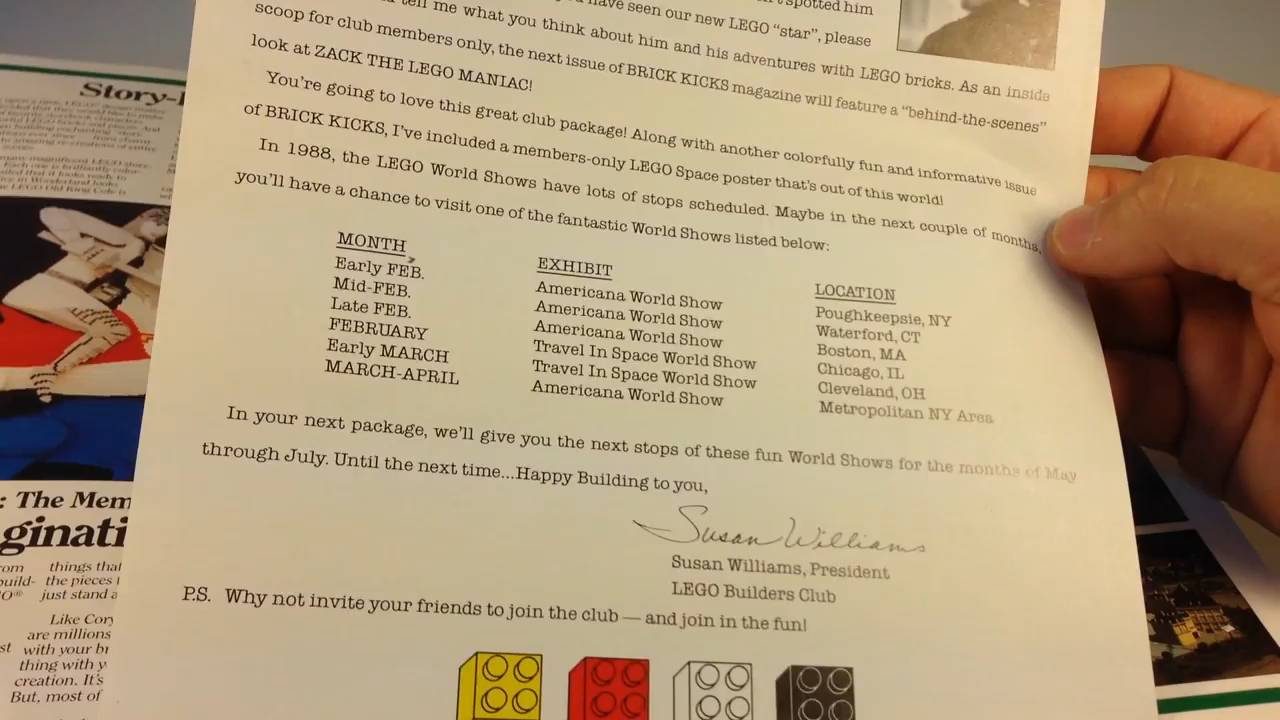 't spotted him
have seen our new LEGO "star", please
tell me what you think about him and his adventures with LEGO bricks. As an inside
scoop for club members only, the next issue of BRICK KICKS magazine will feature a "behind-the-scenes"
look at ZACK THE LEGO MANIAC!
You're going to love this great club package! Along with another colorfully fun and informative issue
of BRICK KICKS, I've included a members-only LEGO Space poster that's out of this world!
In 1988, the LEGO World Shows have lots of stops scheduled. Maybe in the next couple of months,
you'll have a chance to visit one of the fantastic World Shows listed below:
MONTH EXHIBIT LOCATION
Early FEB. Americana World Show Poughkeepsie, NY
Mid-FEB. Americana World Show Waterford, CT
Late FEB. Americana World Show Boston, MA
FEBRUARY Travel In Space World Show Chicago, IL
Early MARCH Travel In Space World Show Cleveland, OH
MARCH-APRIL Americana World Show Metropolitan NY Area
In your next package, we'll give you the next stops of these fun World Shows for the months of May
through July. Until the next time...Happy Building to you,
Susan Williams
Susan Williams, President
LEGO Builders Club
P.S. Why not invite your friends to join the club — and join in the fun!
Story-
: The Mem
ginati
rom things that
build- the pieces
O® just stand a
Like Cory
are millions
st with your br
thing with y
creation. It's
But, most of